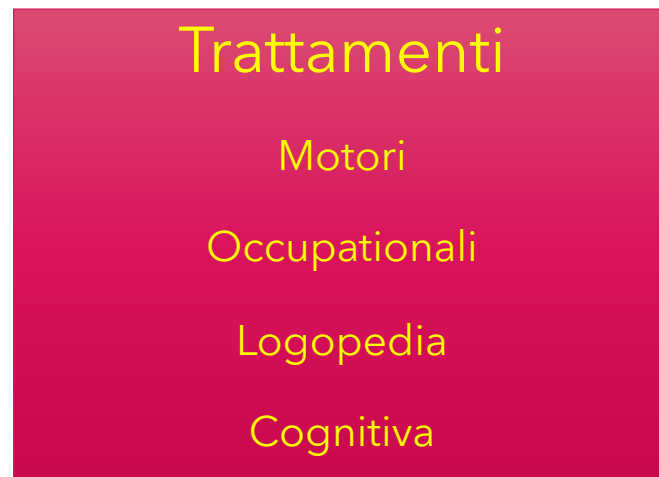 Trattamenti
Motori
Occupationali
Logopedia
Cognitiva